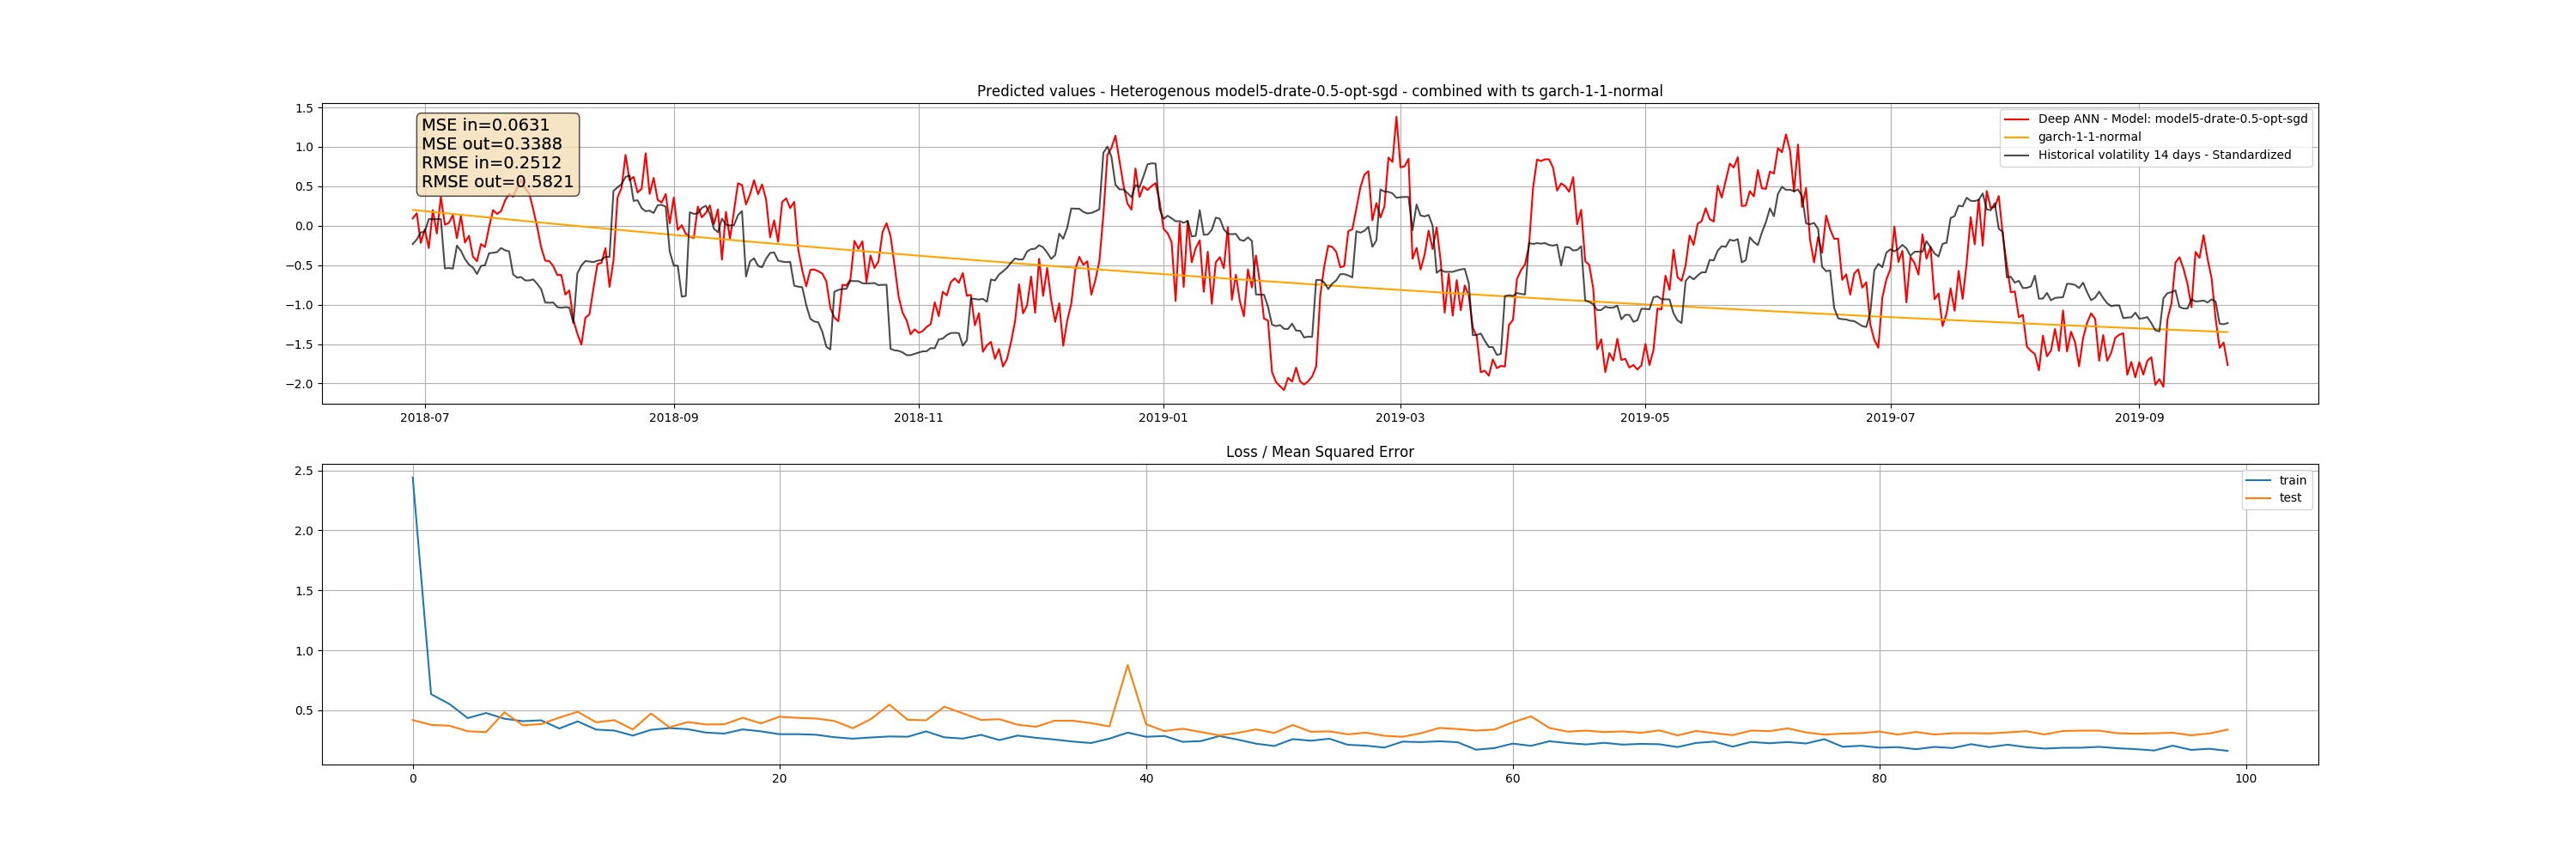 Predicted values - Heterogenous model5-drate-0.5-opt-sgd - combined with ts garch-1-1-normal
1.5
1.0
0.5
0.0
−0.5
−1.0
−1.5
−2.0
MSE in=0.0631
MSE out=0.3388
RMSE in=0.2512
RMSE out=0.5821
Deep ANN - Model: model5-drate-0.5-opt-sgd
garch-1-1-normal
Historical volatility 14 days - Standardized
2018-07 2018-09 2018-11 2019-01 2019-03 2019-05 2019-07 2019-09
Loss / Mean Squared Error
2.5
2.0
1.5
1.0
0.5
train
test
0 20 40 60 80 100